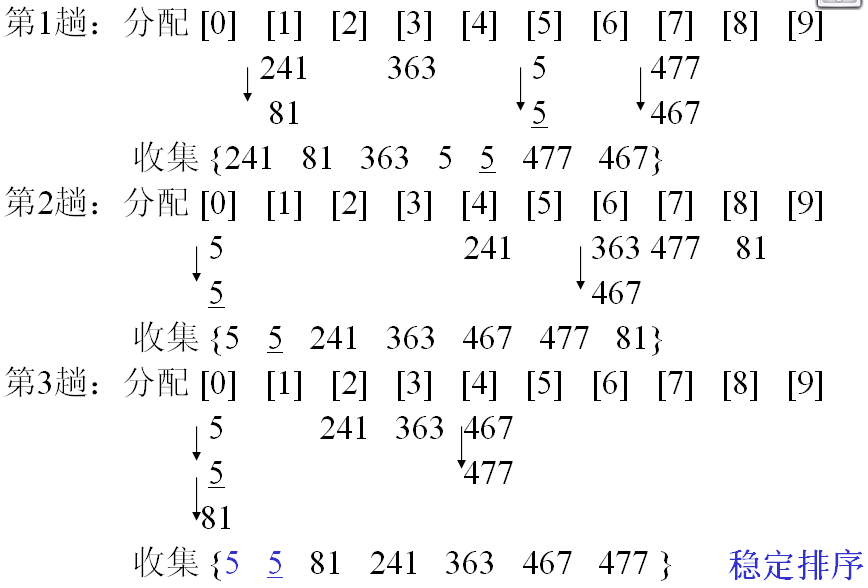 第1趟：分配 [0] [1] [2] [3] [4] [5] [6] [7] [8] [9]
241 363 5 477
81 5 467
收集 {241 81 363 5 5 477 467}
第2趟：分配 [0] [1] [2] [3] [4] [5] [6] [7] [8] [9]
5 241 363 477 81
5 467
收集 {5 5 241 363 467 477 81}
第3趟：分配 [0] [1] [2] [3] [4] [5] [6] [7] [8] [9]
5 241 363 467
5 477
81
收集 {5 5 81 241 363 467 477 } 稳定排序